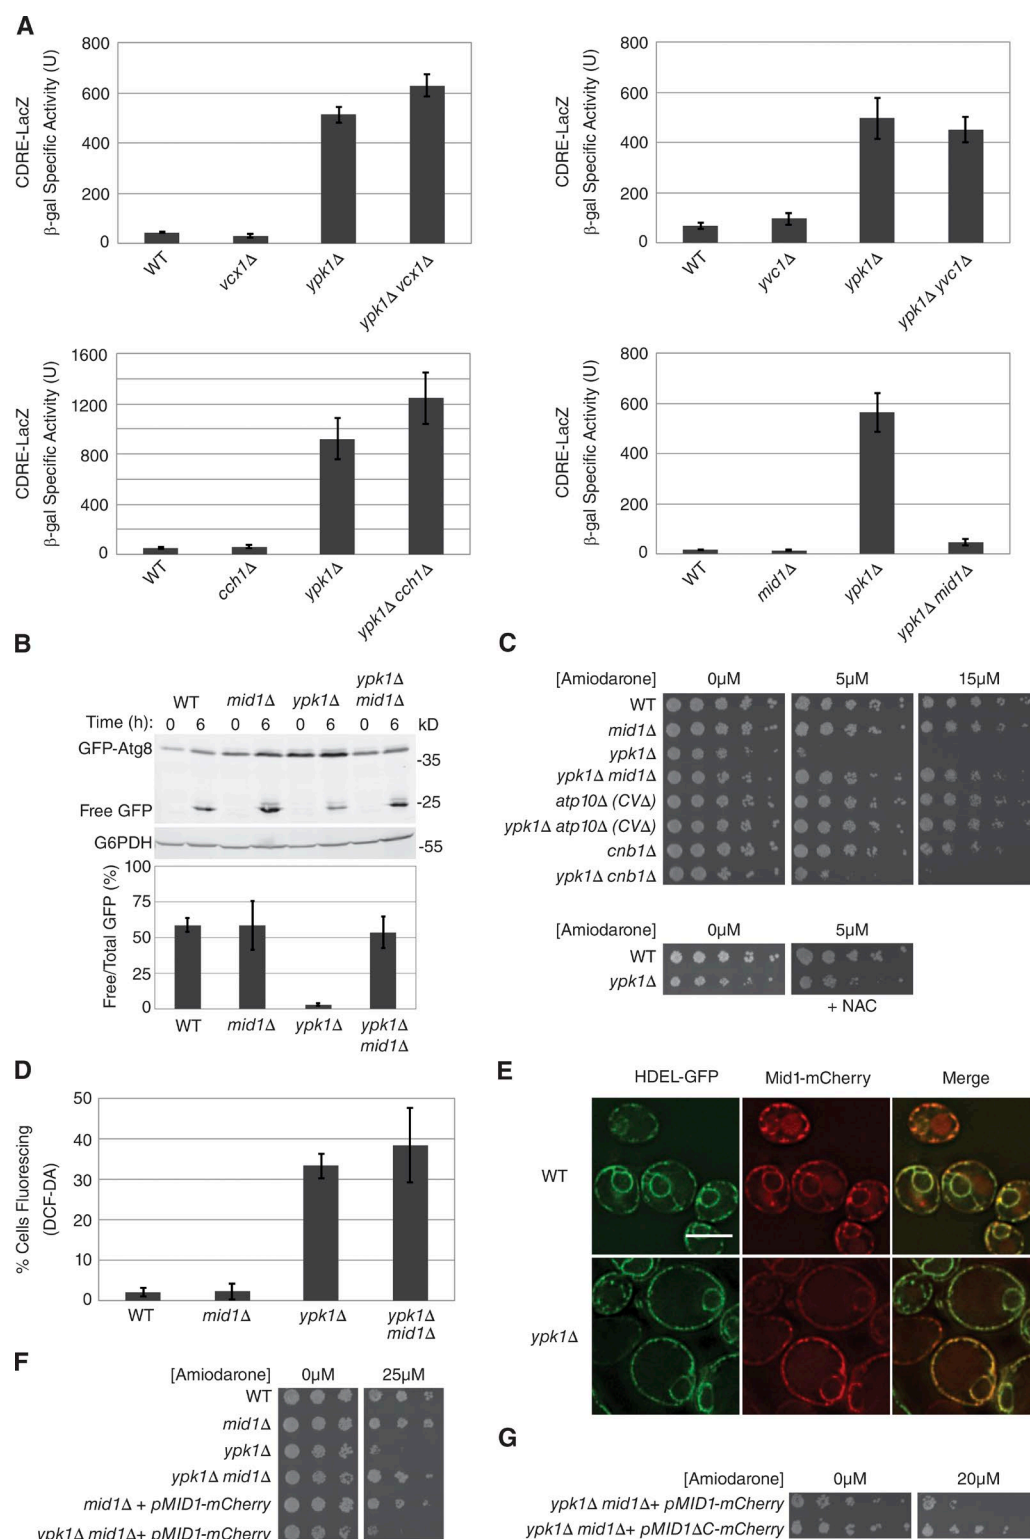 A
CDRE-LacZ
β-gal Specific Activity (U)
800
600
400
200
0
WT
vcx1Δ
ypk1Δ
ypk1Δ vcx1Δ
CDRE-LacZ
β-gal Specific Activity (U)
800
600
400
200
0
WT
yvc1Δ
ypk1Δ
ypk1Δ yvc1Δ
CDRE-LacZ
β-gal Specific Activity (U)
1600
1200
800
400
0
WT
cch1Δ
ypk1Δ
ypk1Δ cch1Δ
CDRE-LacZ
β-gal Specific Activity (U)
800
600
400
200
0
WT
mid1Δ
ypk1Δ
ypk1Δ mid1Δ
B
WT mid1Δ ypk1Δ ypk1Δ mid1Δ
Time (h): 0 6 0 6 0 6 0 6 kD
GFP-Atg8
-35
Free GFP
-25
G6PDH
-55
Free/Total GFP (%)
100
75
50
25
0
WT mid1Δ ypk1Δ ypk1Δ
mid1Δ
C
[Amiodarone] 0µM 5µM 15µM
WT
mid1Δ
ypk1Δ
ypk1Δ mid1Δ
atp10Δ (CVΔ)
ypk1Δ atp10Δ (CVΔ)
cnb1Δ
ypk1Δ cnb1Δ
[Amiodarone] 0µM 5µM
WT
ypk1Δ
+ NAC
D
% Cells Fluorescing
(DCF-DA)
50
40
30
20
10
0
WT mid1Δ ypk1Δ ypk1Δ
mid1Δ
E
HDEL-GFP Mid1-mCherry Merge
WT
ypk1Δ
F
[Amiodarone] 0µM 25µM
WT
mid1Δ
ypk1Δ
ypk1Δ mid1Δ
mid1Δ + pMID1-mCherry
ypk1Δ mid1Δ+ pMID1-mCherry
G
[Amiodarone] 0µM 20µM
ypk1Δ mid1Δ+ pMID1-mCherry
ypk1Δ mid1Δ+ pMID1ΔC-mCherry